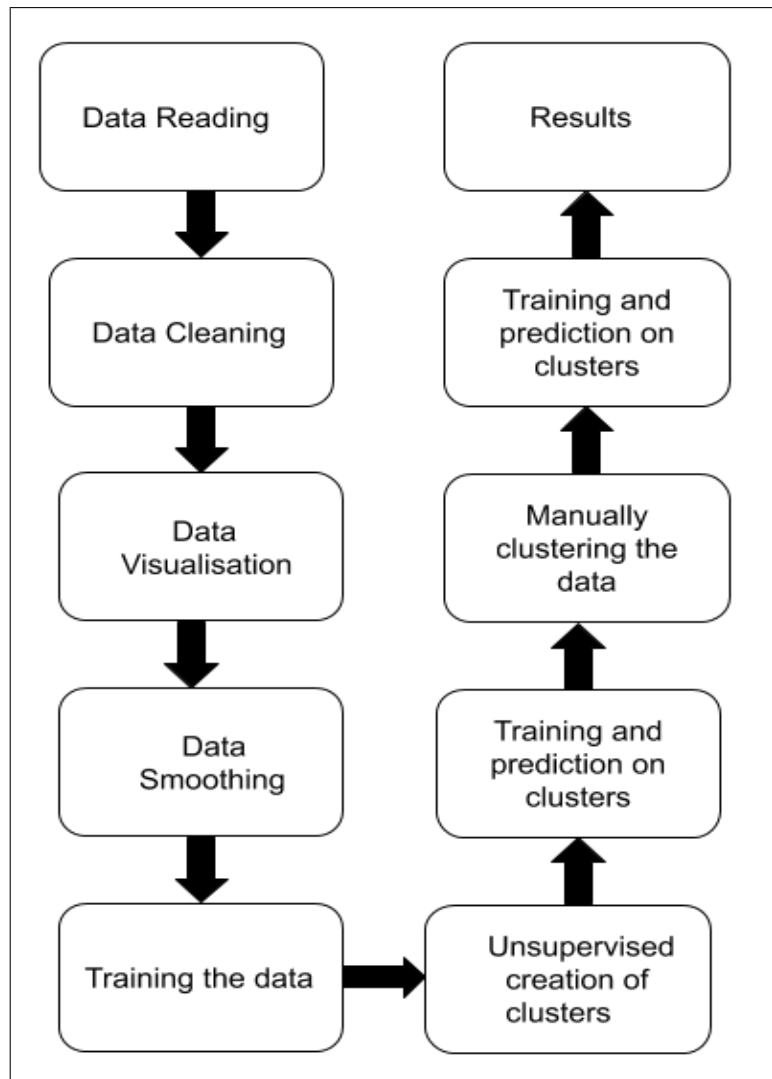 Data Reading
Data Cleaning
Data
Visualisation
Data
Smoothing
Training the data
Unsupervised
creation of
clusters
Training and
prediction on
clusters
Manually
clustering the
data
Training and
prediction on
clusters
Results